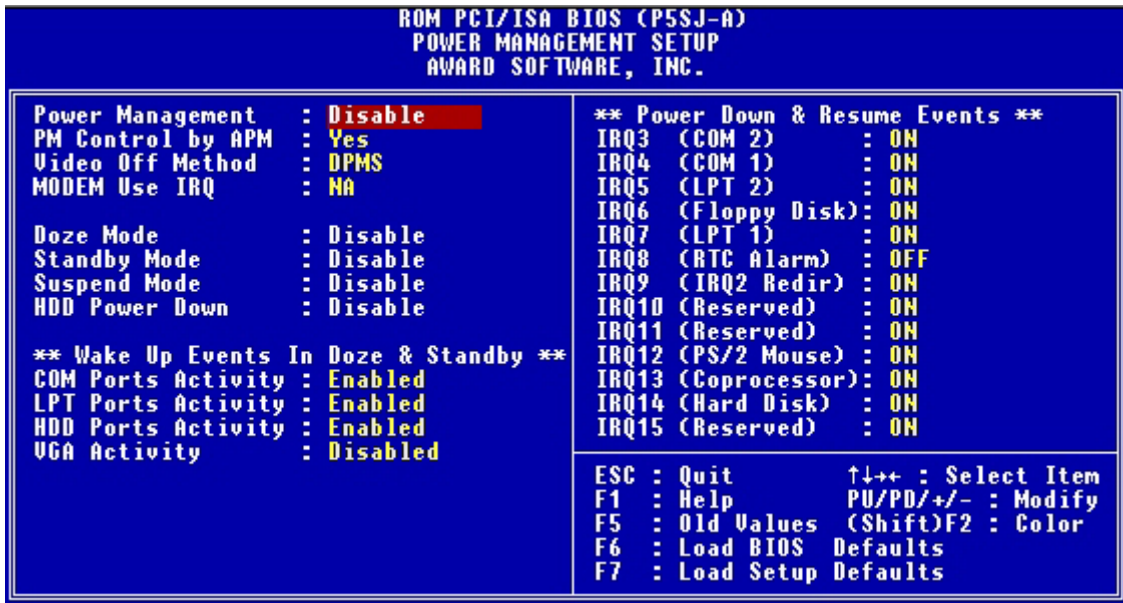 ROM PCI/ISA BIOS (P5SJ-A)
POWER MANAGEMENT SETUP
AWARD SOFTWARE, INC.
Power Management : Disable
PM Control by APM : Yes
Video Off Method : DPMS
MODEM Use IRQ : NA
Doze Mode : Disable
Standby Mode : Disable
Suspend Mode : Disable
HDD Power Down : Disable
** Wake Up Events In Doze & Standby **
COM Ports Activity : Enabled
LPT Ports Activity : Enabled
HDD Ports Activity : Enabled
VGA Activity : Disabled
** Power Down & Resume Events **
IRQ3 (COM 2) : ON
IRQ4 (COM 1) : ON
IRQ5 (LPT 2) : ON
IRQ6 (Floppy Disk): ON
IRQ7 (LPT 1) : ON
IRQ8 (RTC Alarm) : OFF
IRQ9 (IRQ2 Redir) : ON
IRQ10 (Reserved) : ON
IRQ11 (Reserved) : ON
IRQ12 (PS/2 Mouse) : ON
IRQ13 (Coprocessor): ON
IRQ14 (Hard Disk) : ON
IRQ15 (Reserved) : ON
ESC : Quit ↑↓→← : Select Item
F1 : Help PU/PD/+/- : Modify
F5 : Old Values (Shift)F2 : Color
F6 : Load BIOS Defaults
F7 : Load Setup Defaults